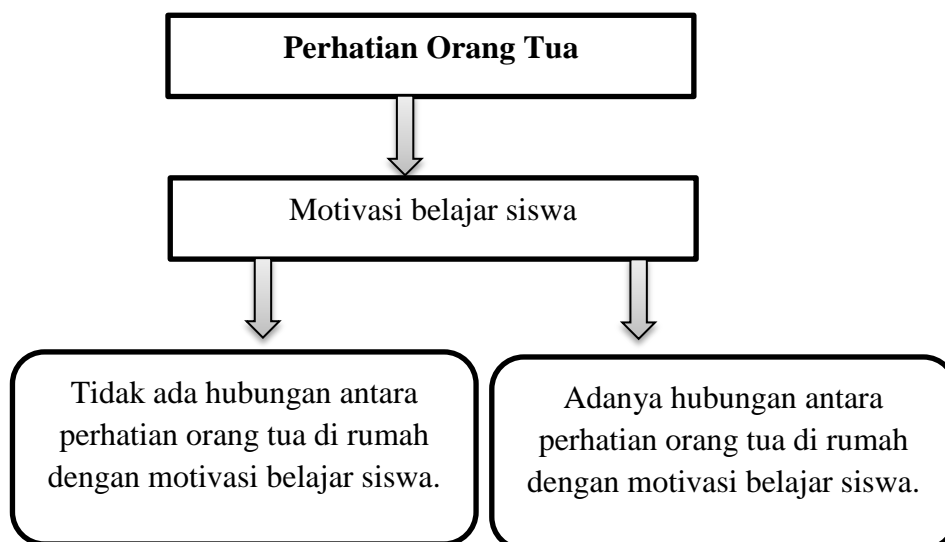 Perhatian Orang Tua
Motivasi belajar siswa
Tidak ada hubungan antara
perhatian orang tua di rumah
dengan motivasi belajar siswa.
Adanya hubungan antara
perhatian orang tua di rumah
dengan motivasi belajar siswa.